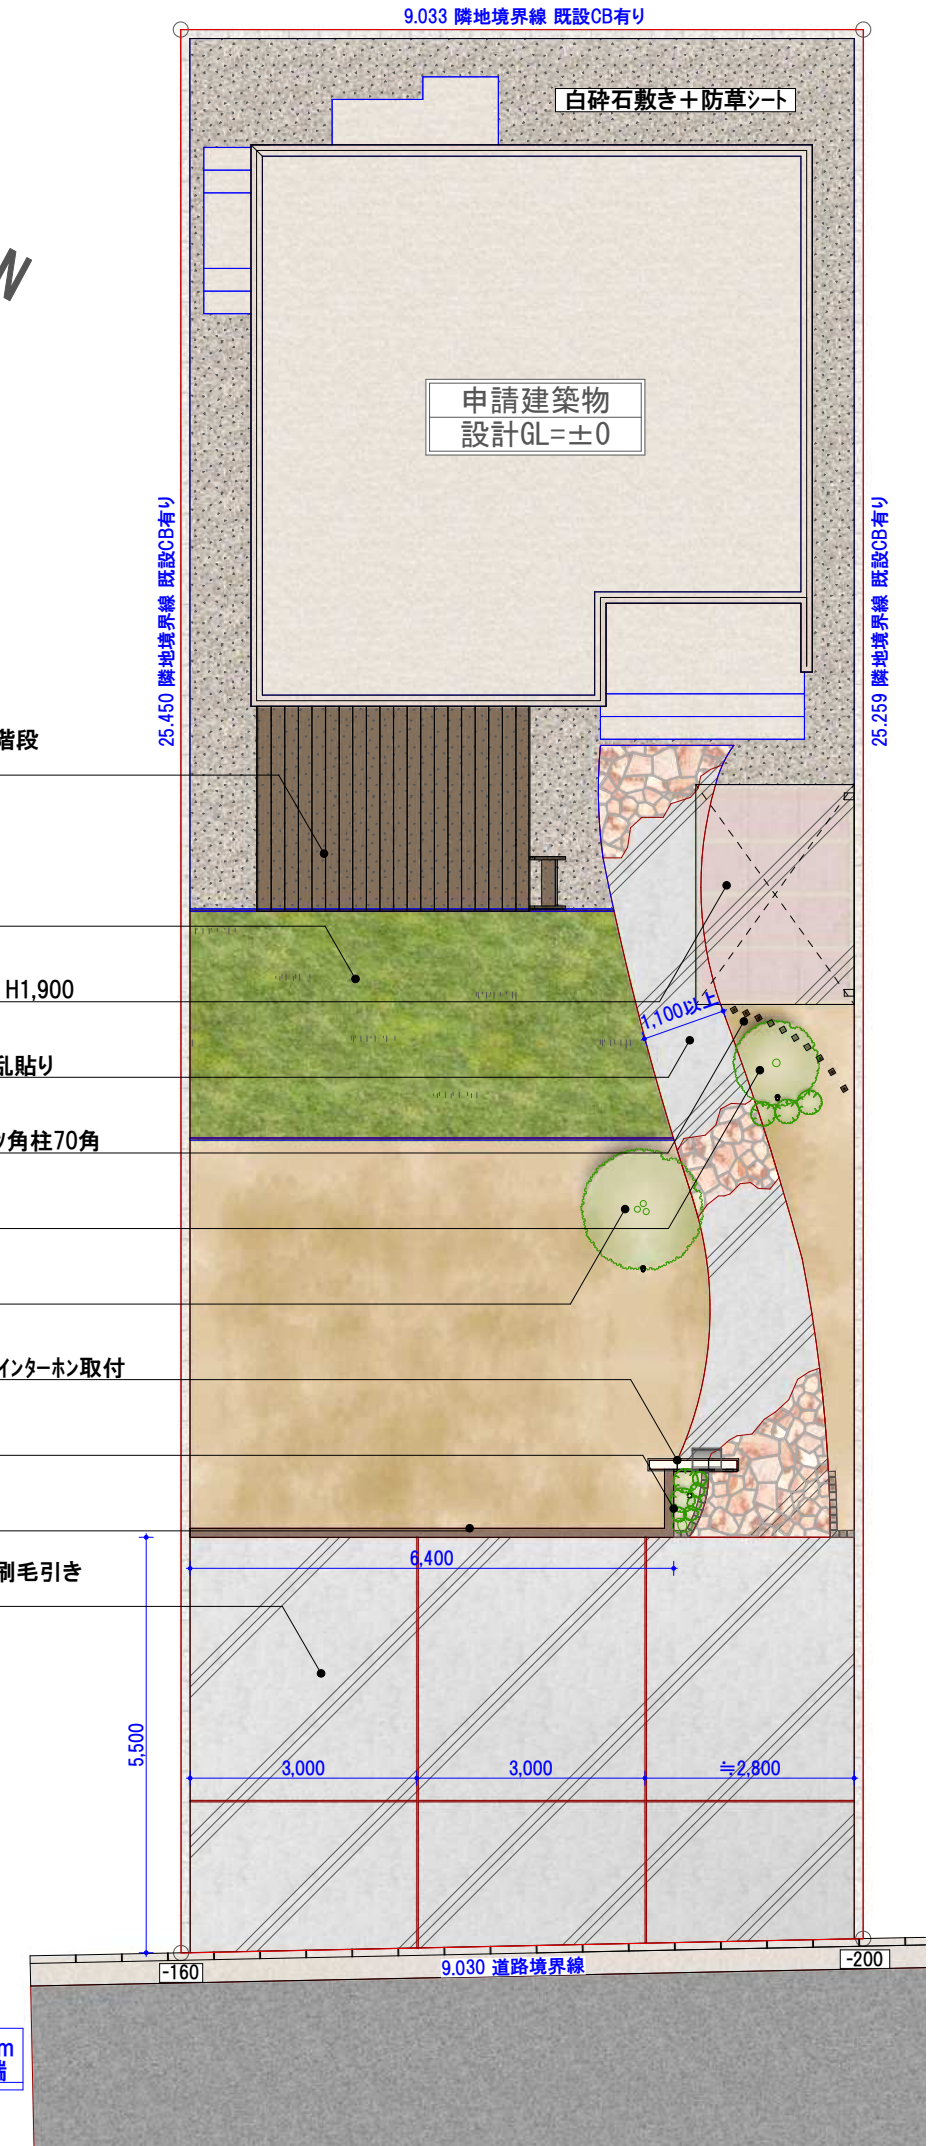 9.033 隣地境界線 既設CB有り
白砕石敷き＋防草シート
N
申請建築物
設計GL=±0
25.450 隣地境界線 既設CB有り
25.259 隣地境界線 既設CB有り
階段
H1,900
1,100以上
乱貼り
角柱70角
インターホン取付
6,400
刷毛引き
5,500
3,000
3,000
≒2,800
-160
9.030 道路境界線
-200
m